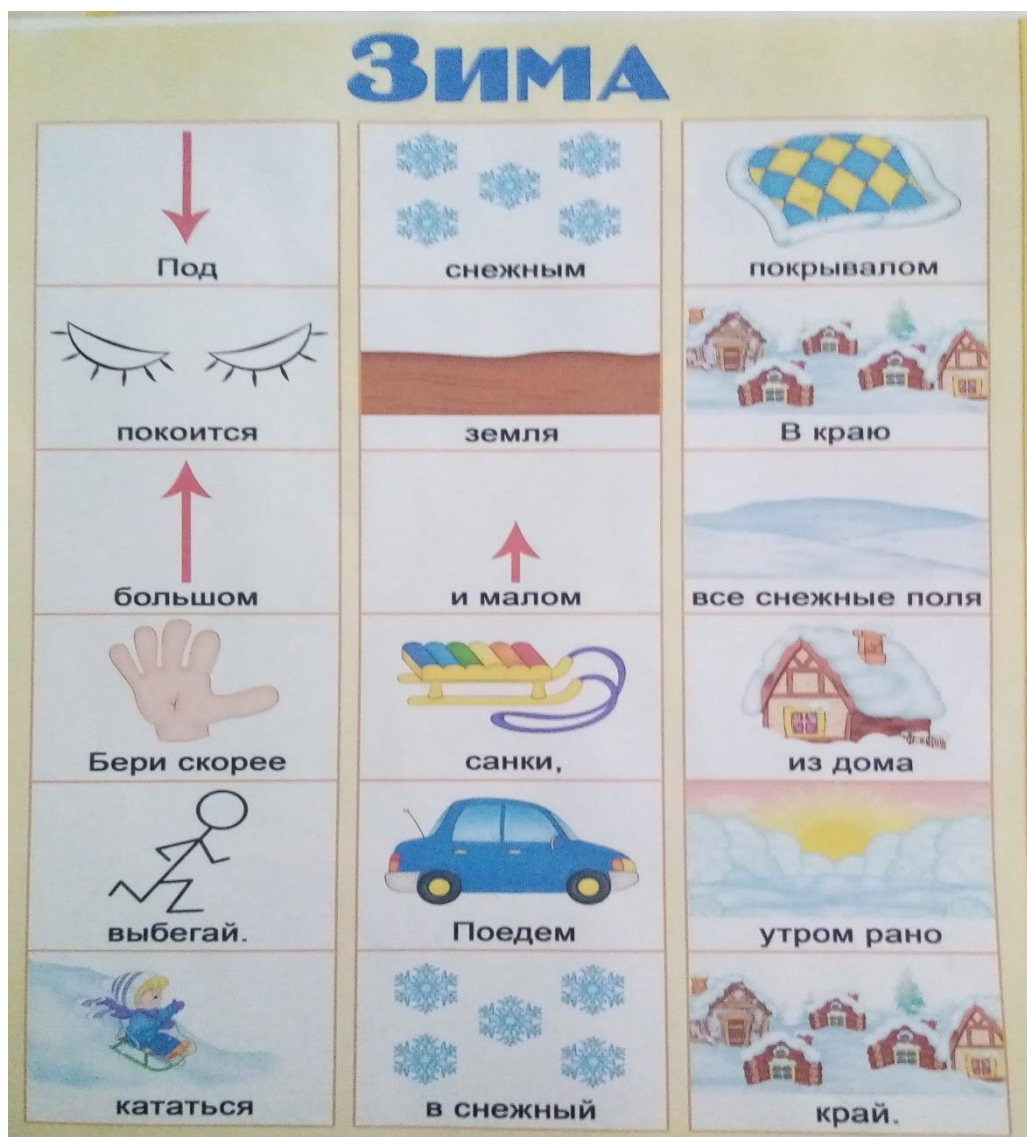 Зима
Под снежным покрывалом
покоится земля В краю
большом и малом все снежные поля
Бери скорее санки, из дома
выбегай. Поедем утром рано
кататься в снежный край.